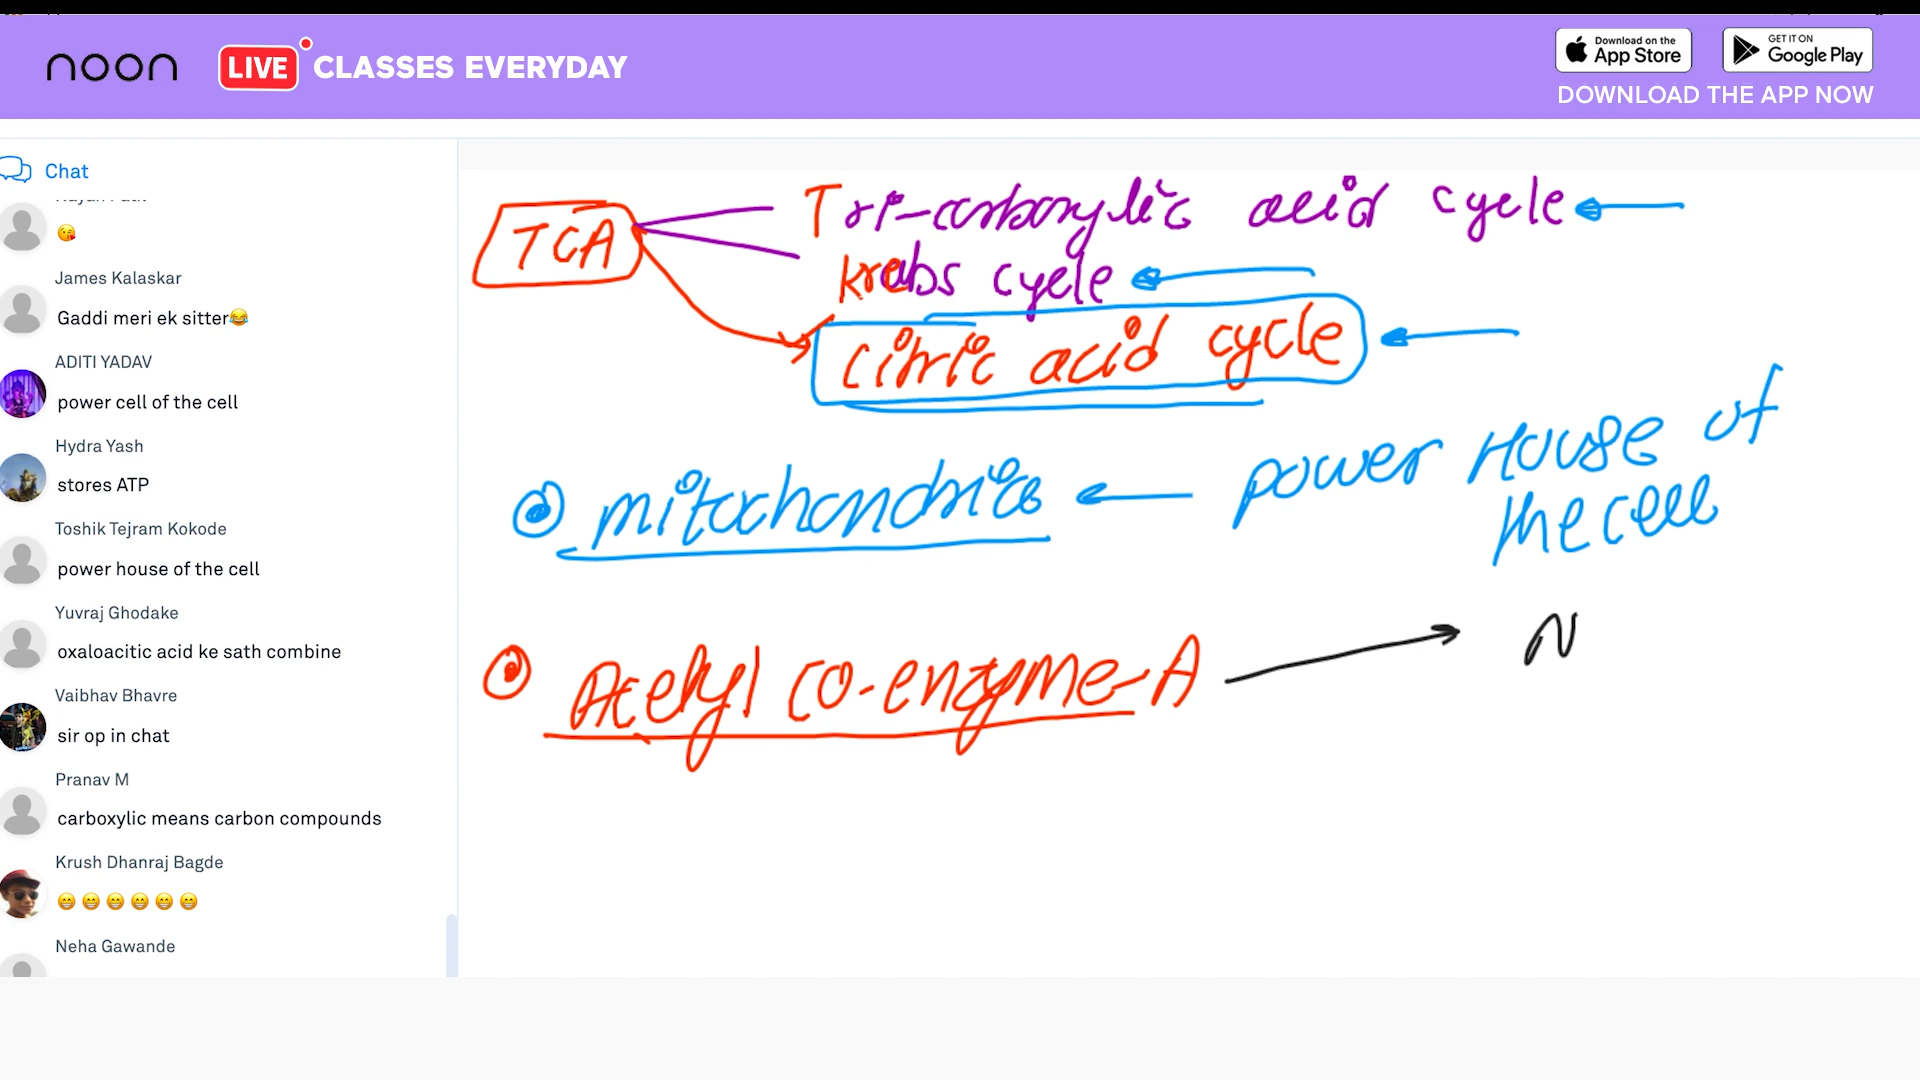 noon LIVE CLASSES EVERYDAY
Download on the App Store
GET IT ON Google Play
DOWNLOAD THE APP NOW
Chat
😘
James Kalaskar
Gaddi meri ek sitter😂
ADITI YADAV
power cell of the cell
Hydra Yash
stores ATP
Toshik Tejram Kokode
power house of the cell
Yuvraj Ghodake
oxaloacitic acid ke sath combine
Vaibhav Bhavre
sir op in chat
Pranav M
carboxylic means carbon compounds
Krush Dhanraj Bagde
😁 😁 😁 😁 😁 😁
Neha Gawande
TCA
Tri-carboxylic acid cycle
krebs cycle
citric acid cycle
mitochondria ← power House of
the cell
Acetyl co-enzyme-A → N